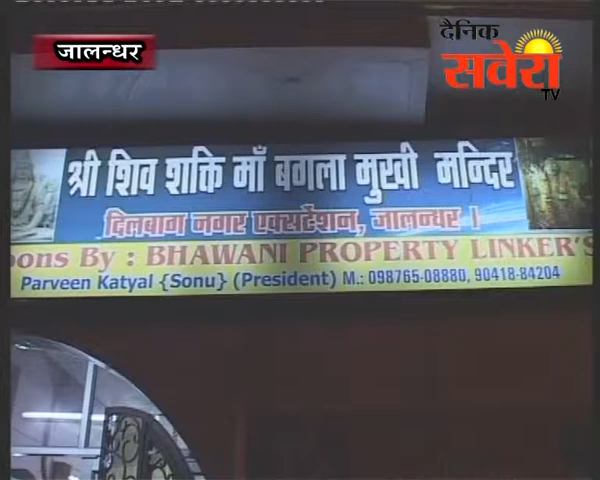 जालन्धर
दैनिक
सवेरा
TV
श्री शिव शक्ति माँ बगला मुखी मन्दिर
दिलबाग नगर एक्सटेंशन, जालन्धर ।
By : BHAWANI PROPERTY LINKER'S
Parveen Katyal {Sonu} (President) M.: 098765-08880, 90418-84204